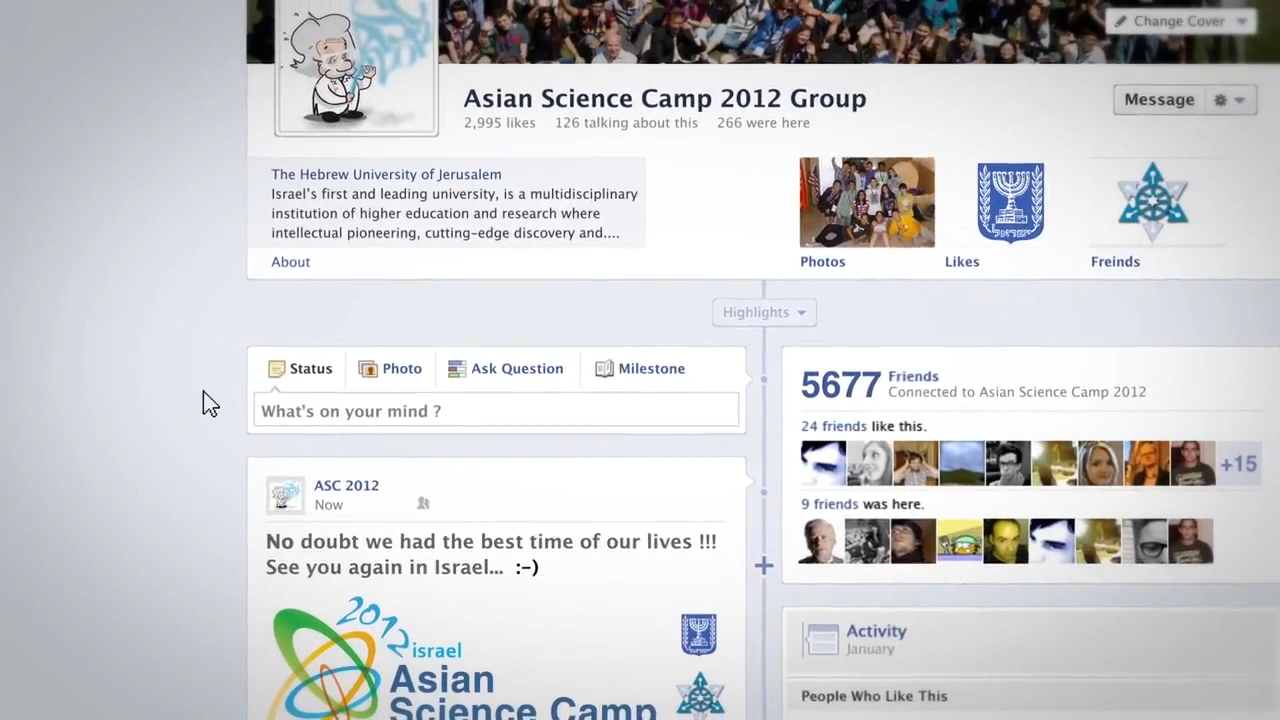 Change Cover
Asian Science Camp 2012 Group
Message
2,995 likes 126 talking about this 266 were here
The Hebrew University of Jerusalem
Israel's first and leading university, is a multidisciplinary
institution of higher education and research where
intellectual pioneering, cutting-edge discovery and....
About
Photos
Likes
Freinds
Highlights
Status
Photo
Ask Question
Milestone
What's on your mind ?
ASC 2012
Now
No doubt we had the best time of our lives !!!
See you again in Israel... :-)
2012
israel
Asian
Science Camp
5677 Friends
Connected to Asian Science Camp 2012
24 friends like this.
+15
9 friends was here.
Activity
January
People Who Like This